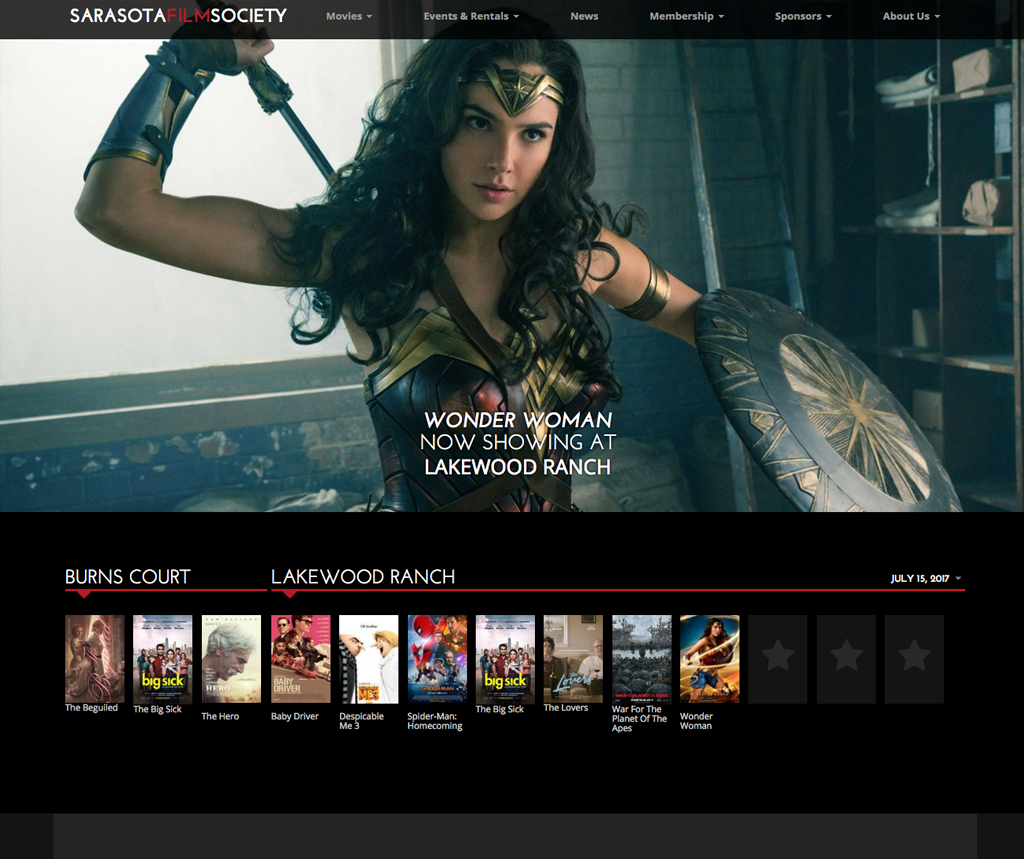 SARASOTAFILMSOCIETY
Movies
Events & Rentals
News
Membership
Sponsors
About Us
WONDER WOMAN
NOW SHOWING AT
LAKEWOOD RANCH
BURNS COURT
LAKEWOOD RANCH
JULY 15, 2017
big sick
HERO
BABY
DRIVER
SPIDER-MAN
big sick
Lovers
The Beguiled
The Big Sick
The Hero
Baby Driver
Despicable
Me 3
Spider-Man:
Homecoming
The Big Sick
The Lovers
War For The
Planet Of The
Apes
Wonder
Woman